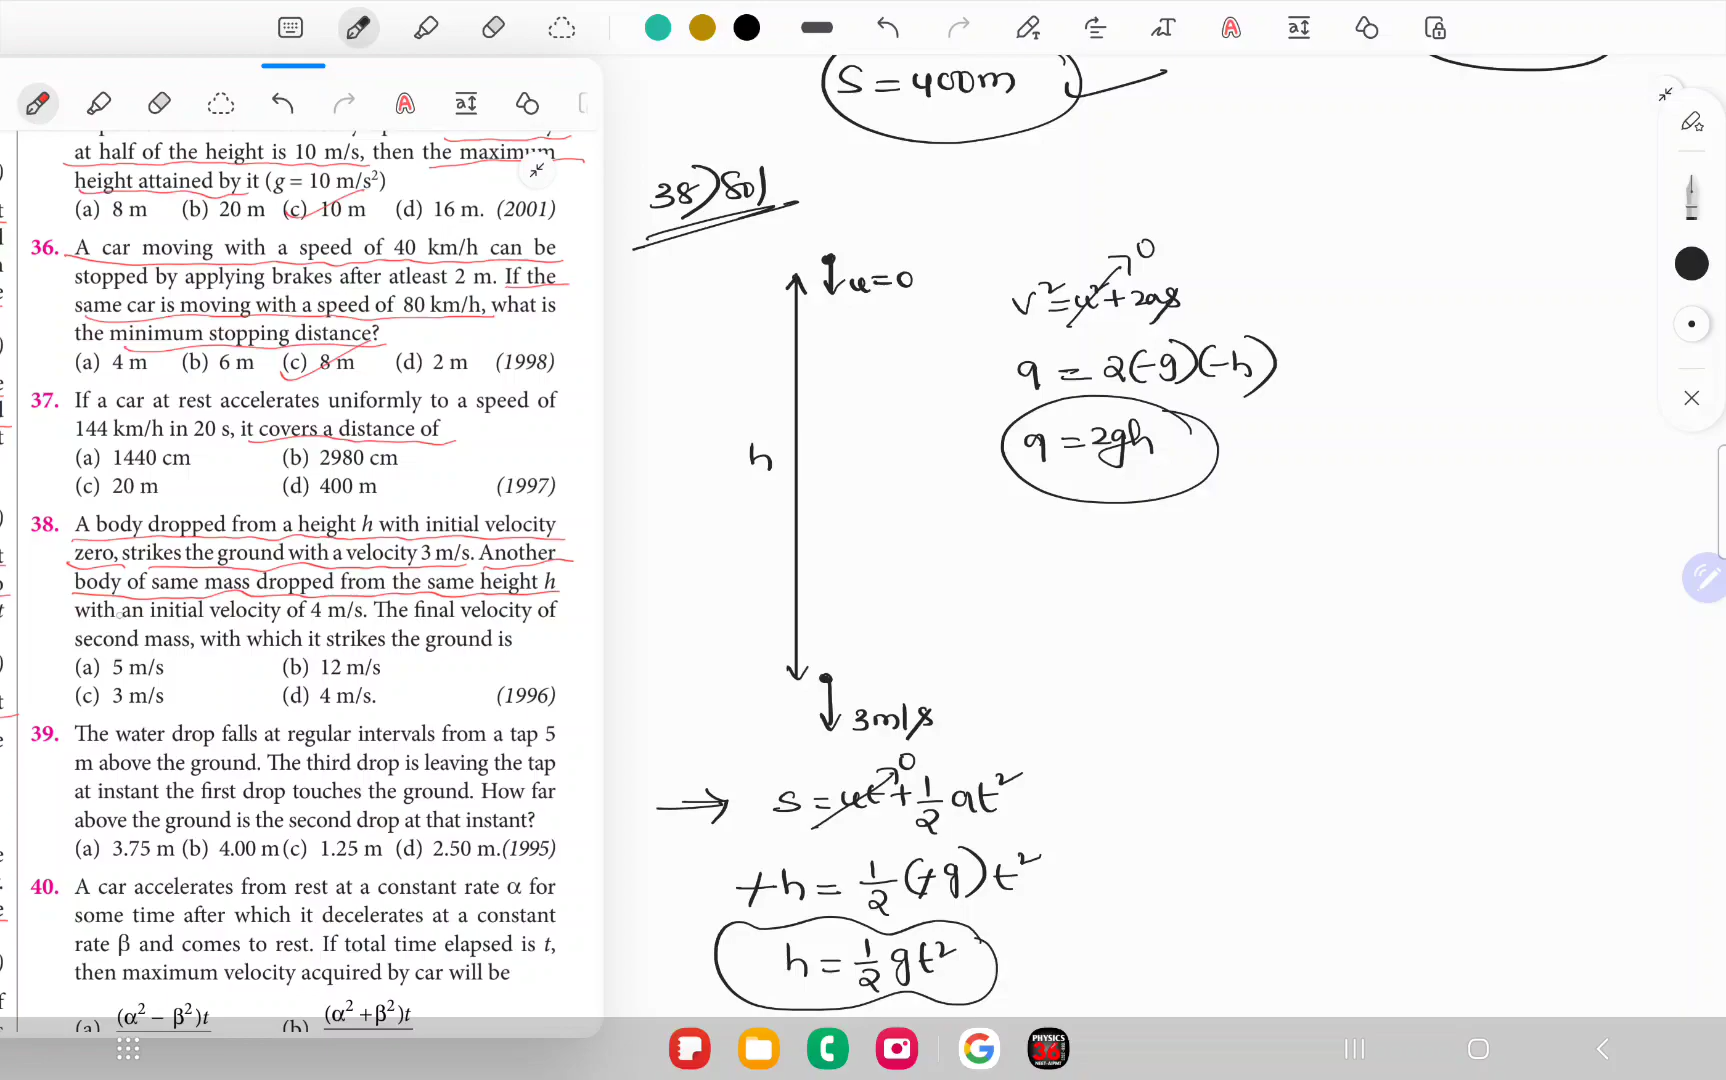 at half of the height is 10 m/s, then the maximum
height attained by it (g = 10 m/s²)
(a) 8 m (b) 20 m (c) 10 m (d) 16 m. (2001)
36. A car moving with a speed of 40 km/h can be
stopped by applying brakes after atleast 2 m. If the
same car is moving with a speed of 80 km/h, what is
the minimum stopping distance?
(a) 4 m (b) 6 m (c) 8 m (d) 2 m (1998)
37. If a car at rest accelerates uniformly to a speed of
144 km/h in 20 s, it covers a distance of
(a) 1440 cm (b) 2980 cm
(c) 20 m (d) 400 m (1997)
38. A body dropped from a height h with initial velocity
zero, strikes the ground with a velocity 3 m/s. Another
body of same mass dropped from the same height h
with an initial velocity of 4 m/s. The final velocity of
second mass, with which it strikes the ground is
(a) 5 m/s (b) 12 m/s
(c) 3 m/s (d) 4 m/s. (1996)
39. The water drop falls at regular intervals from a tap 5
m above the ground. The third drop is leaving the tap
at instant the first drop touches the ground. How far
above the ground is the second drop at that instant?
(a) 3.75 m (b) 4.00 m (c) 1.25 m (d) 2.50 m. (1995)
40. A car accelerates from rest at a constant rate α for
some time after which it decelerates at a constant
rate β and comes to rest. If total time elapsed is t,
then maximum velocity acquired by car will be
(a) (α² − β²)t (b) (α² + β²)t
S = 400m
38) Sol
u=0
h
3m/s
v² = u² + 2as
0
9 = 2(-g)(-h)
9 = 2gh
→ s = ut + ½ at²
0
+h = ½ (+g) t²
h = ½ gt²
PHYSICS
36